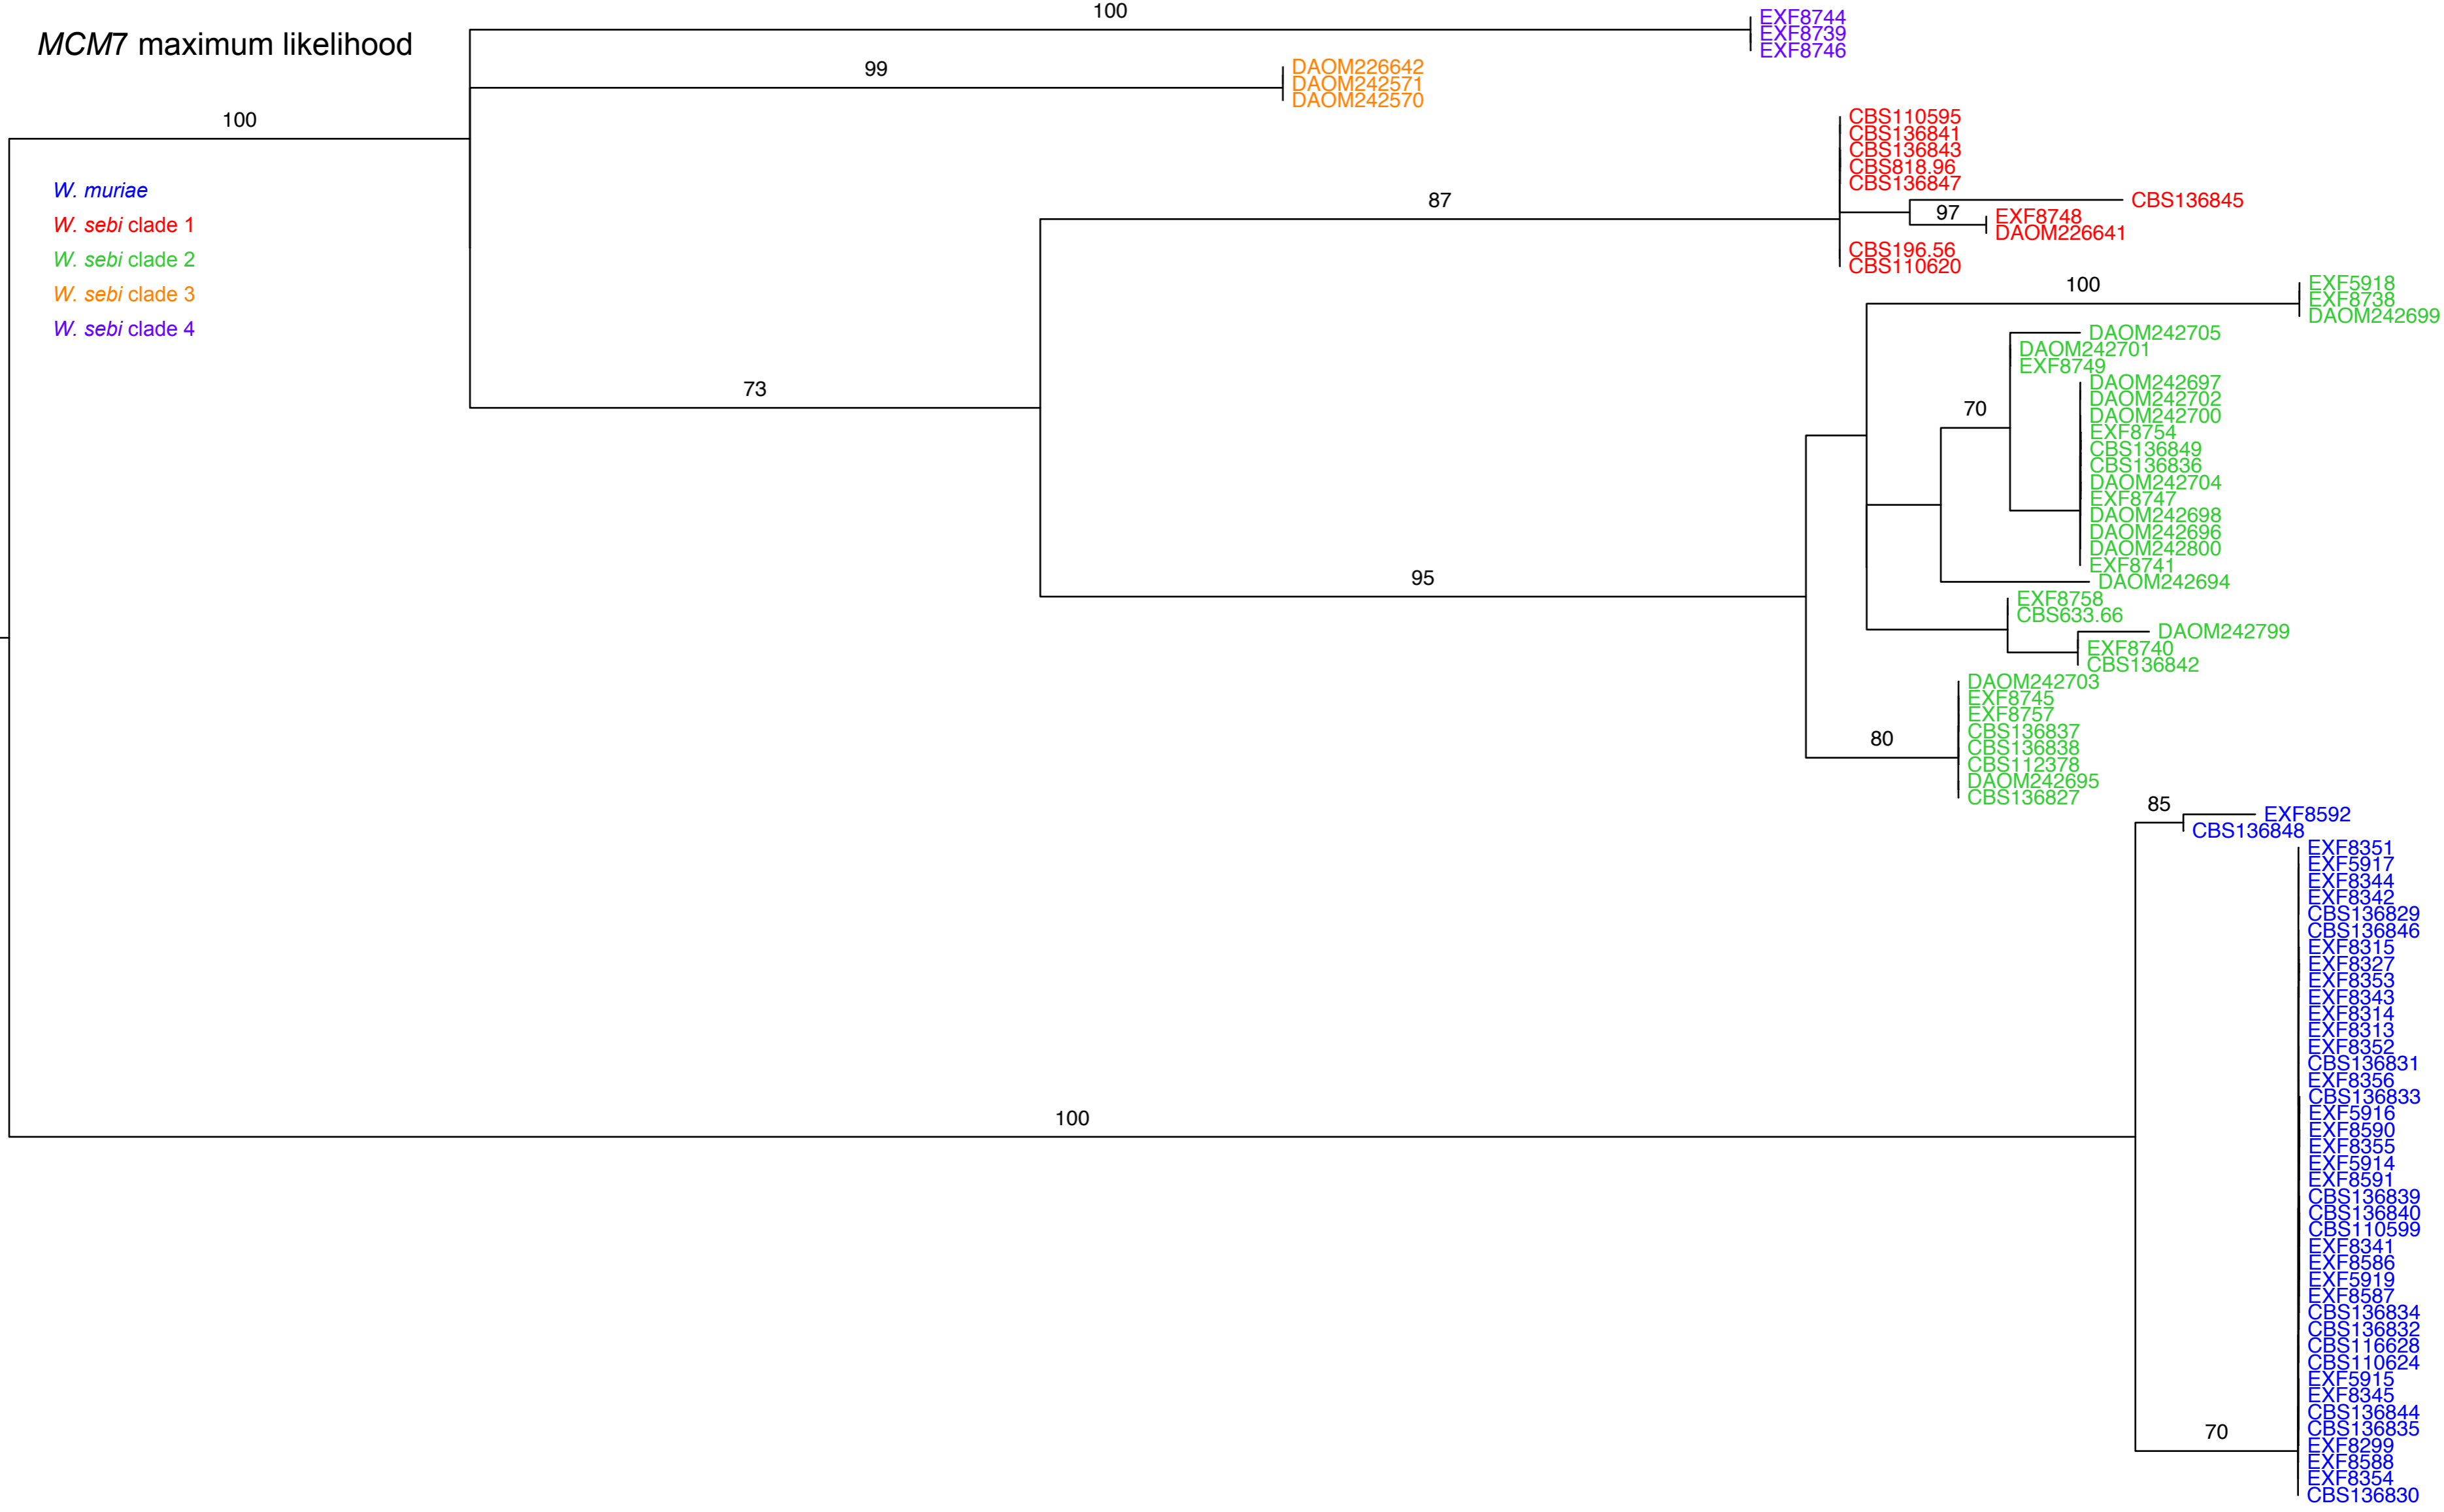 100
EXF8744
EXF8739
EXF8746
MCM7 maximum likelihood
99
DAOM226642
DAOM242571
DAOM242570
100
CBS110595
CBS136841
CBS136843
CBS818.96
CBS136847
87
CBS136845
97
EXF8748
DAOM226641
CBS196.56
CBS110620
W. muriae
W. sebi clade 1
W. sebi clade 2
W. sebi clade 3
W. sebi clade 4
100
EXF5918
EXF8738
DAOM242699
DAOM242705
DAOM242701
EXF8749
73
70
DAOM242697
DAOM242702
DAOM242700
EXF8754
CBS136849
CBS136836
DAOM242704
EXF8747
DAOM242698
DAOM242696
DAOM242800
EXF8741
95
DAOM242694
EXF8758
CBS633.66
DAOM242799
EXF8740
CBS136842
DAOM242703
EXF8745
EXF8757
CBS136837
80
CBS136838
CBS112378
DAOM242695
CBS136827
85
EXF8592
CBS136848
EXF8351
EXF5917
EXF8344
EXF8342
CBS136829
CBS136846
EXF8315
EXF8327
EXF8353
EXF8343
EXF8314
EXF8313
EXF8352
CBS136831
EXF8356
CBS136833
100
EXF5916
EXF8590
EXF8355
EXF5914
EXF8591
CBS136839
CBS136840
CBS110599
EXF8341
EXF8586
EXF5919
EXF8587
CBS136834
CBS136832
CBS116628
CBS110624
EXF5915
EXF8345
CBS136844
CBS136835
70
EXF8299
EXF8588
EXF8354
CBS136830